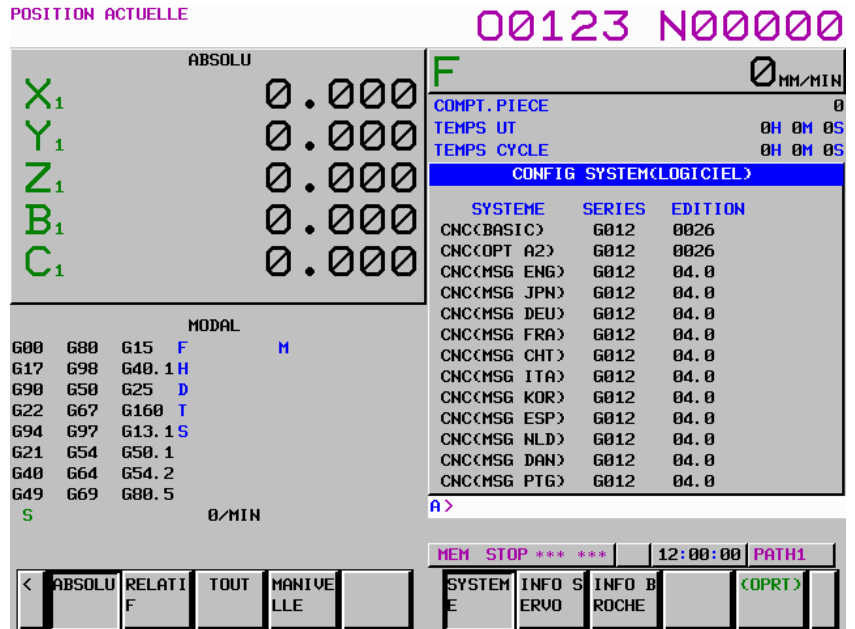 POSITION ACTUELLE
O0123 N00000
ABSOLU
X1 0.000
Y1 0.000
Z1 0.000
B1 0.000
C1 0.000
F 0 MM/MIN
COMPT.PIECE 0
TEMPS UT 0H 0M 0S
TEMPS CYCLE 0H 0M 0S
CONFIG SYSTEM(LOGICIEL)
SYSTEME SERIES EDITION
CNC(BASIC) G012 0026
CNC(OPT A2) G012 0026
CNC(MSG ENG) G012 04.0
CNC(MSG JPN) G012 04.0
CNC(MSG DEU) G012 04.0
CNC(MSG FRA) G012 04.0
CNC(MSG CHT) G012 04.0
CNC(MSG ITA) G012 04.0
CNC(MSG KOR) G012 04.0
CNC(MSG ESP) G012 04.0
CNC(MSG NLD) G012 04.0
CNC(MSG DAN) G012 04.0
CNC(MSG PTG) G012 04.0
MODAL
G00 G80 G15 F M
G17 G98 G40.1 H
G90 G50 G25 D
G22 G67 G160 T
G94 G97 G13.1 S
G21 G54 G50.1
G40 G64 G54.2
G49 G69 G80.5
S 0/MIN
A>
MEM STOP *** *** 12:00:00 PATH1
< ABSOLU RELATI TOUT MANIVE SYSTEM INFO S INFO B (OPRT)
F LLE E ERVO ROCHE